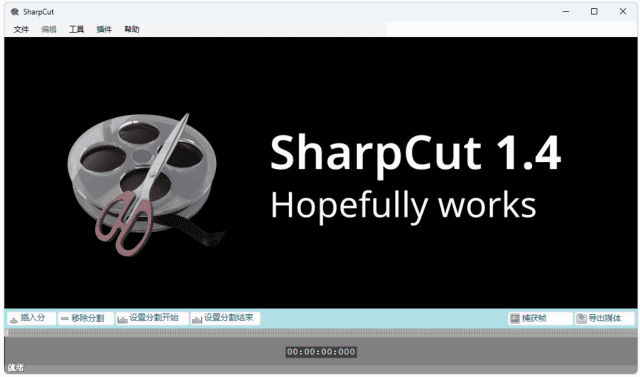 SharpCut
文件 编辑 工具 插件 帮助
SharpCut 1.4
Hopefully works
插入分 移除分割 设置分割开始 设置分割结束 捕获帧 导出媒体
00:00:00:000
就绪